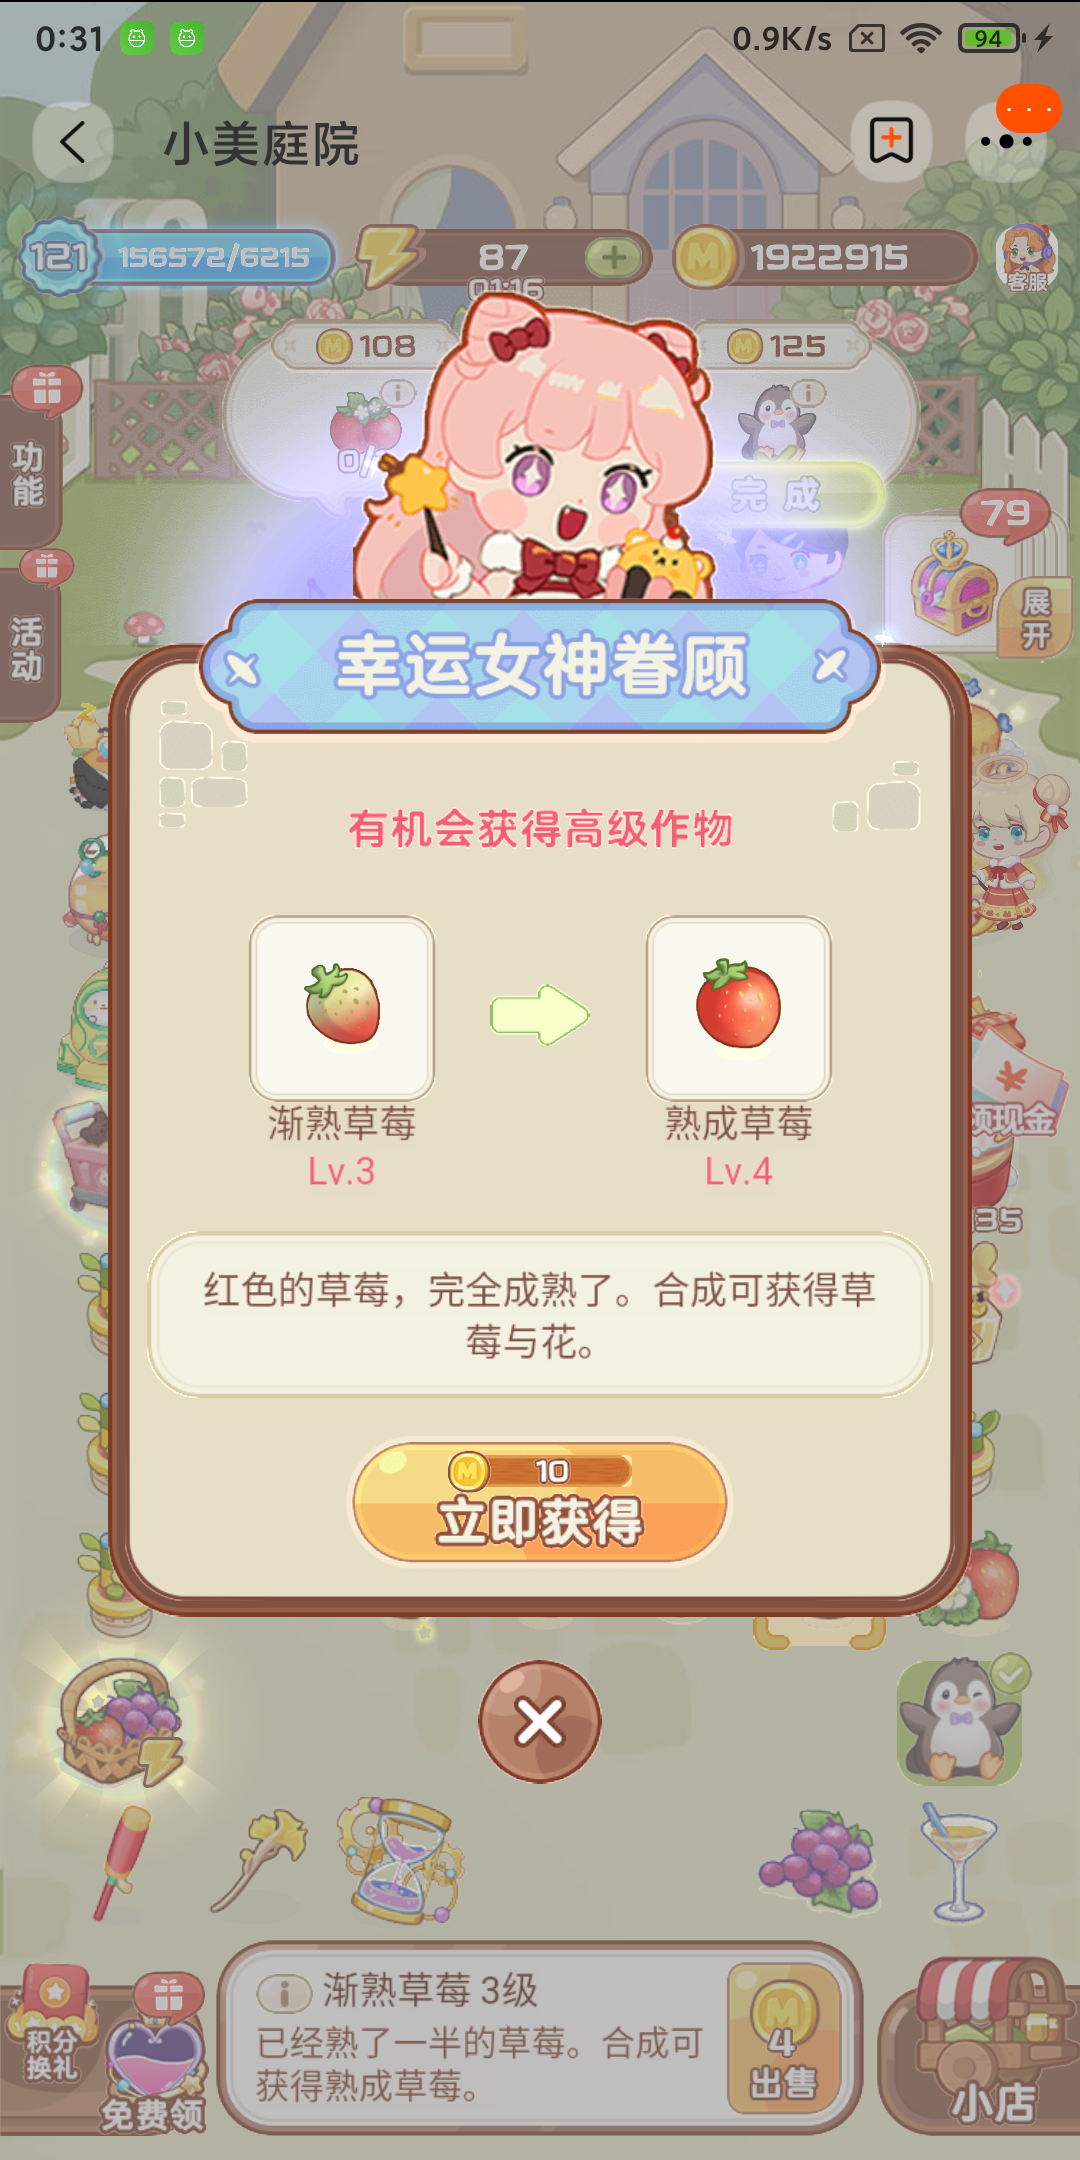 0:31
0.9K/s
94
小美庭院
121
156572/6215
87
01:16
1922915
客服
108
125
0/
完成
功能
活动
79
展开
幸运女神眷顾
有机会获得高级作物
渐熟草莓
Lv.3
熟成草莓
Lv.4
领现金
35
红色的草莓，完全成熟了。合成可获得草
莓与花。
10
立即获得
积分
换礼
免费领
渐熟草莓 3级
已经熟了一半的草莓。合成可
获得熟成草莓。
4
出售
小店